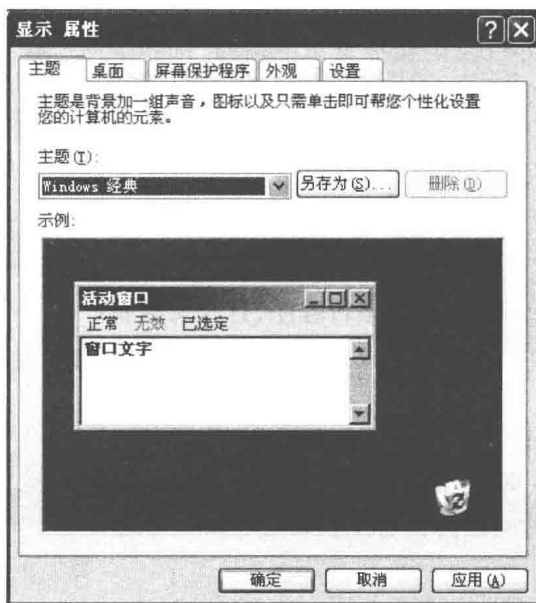 显示 属性
主题 桌面 屏幕保护程序 外观 设置
主题是背景加一组声音，图标以及只需单击即可帮您个性化设置
您的计算机的元素。
主题(T)：
Windows 经典 另存为(S)... 删除(D)
示例：
活动窗口
正常 无效 已选定
窗口文字
确定 取消 应用(A)